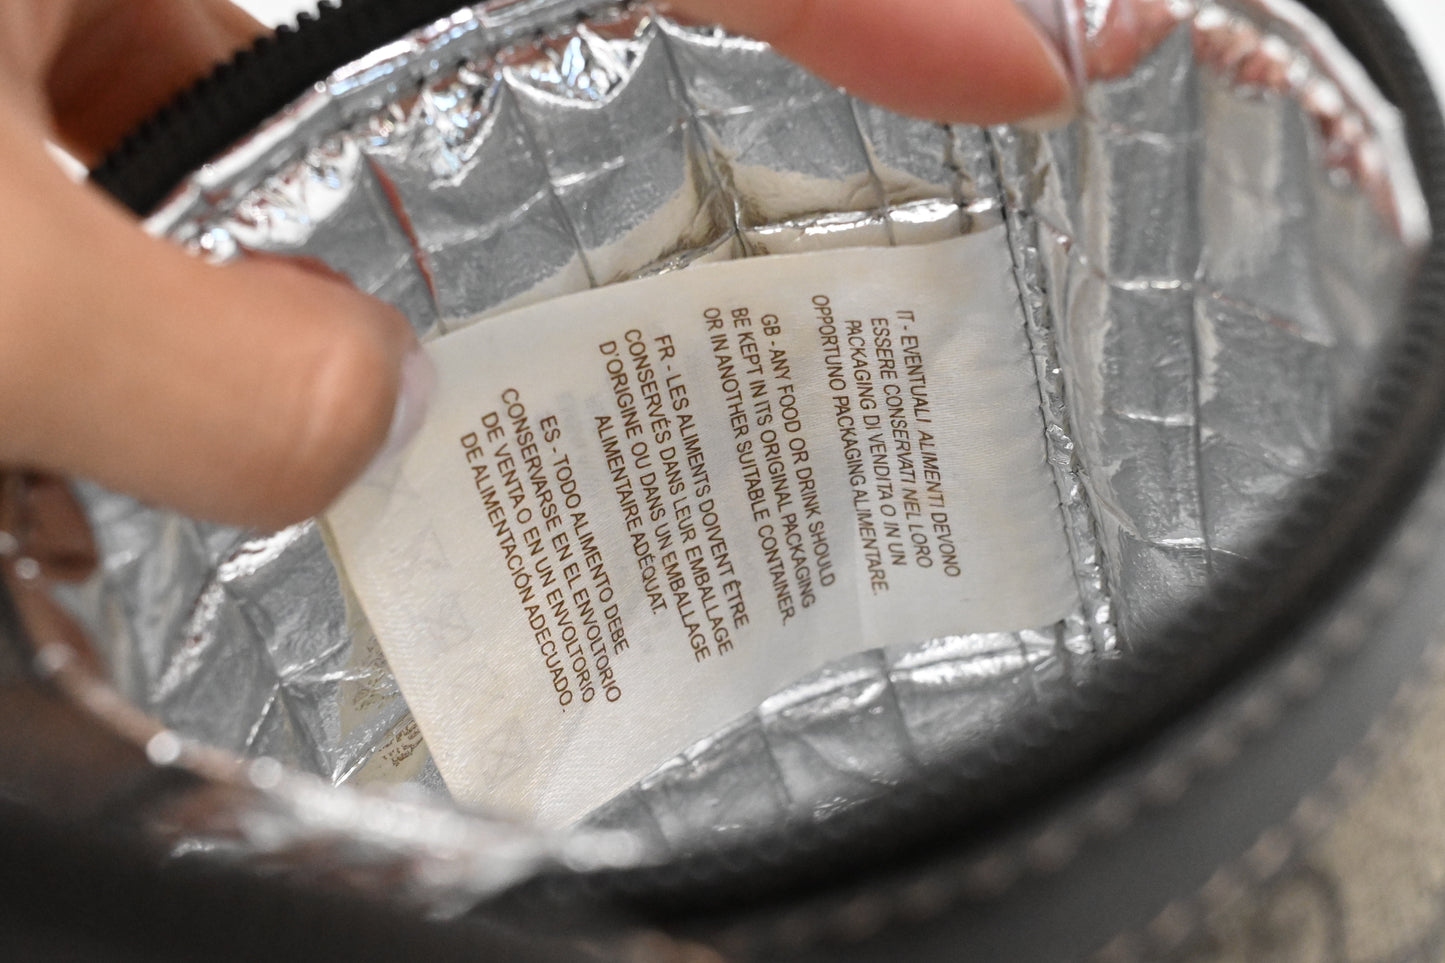 IT - EVENTUALI ALIMENTI DEVONO
ESSERE CONSERVATI NEL LORO
PACKAGING DI VENDITA O IN UN
OPPORTUNO PACKAGING ALIMENTARE.
GB - ANY FOOD OR DRINK SHOULD
BE KEPT IN ITS ORIGINAL PACKAGING
OR IN ANOTHER SUITABLE CONTAINER.
FR - LES ALIMENTS DOIVENT ÊTRE
CONSERVÉS DANS LEUR EMBALLAGE
D'ORIGINE OU DANS UN EMBALLAGE
ALIMENTAIRE ADÉQUAT.
ES - TODO ALIMENTO DEBE
CONSERVARSE EN EL ENVOLTORIO
DE VENTA O EN UN ENVOLTORIO
DE ALIMENTACIÓN ADECUADO.